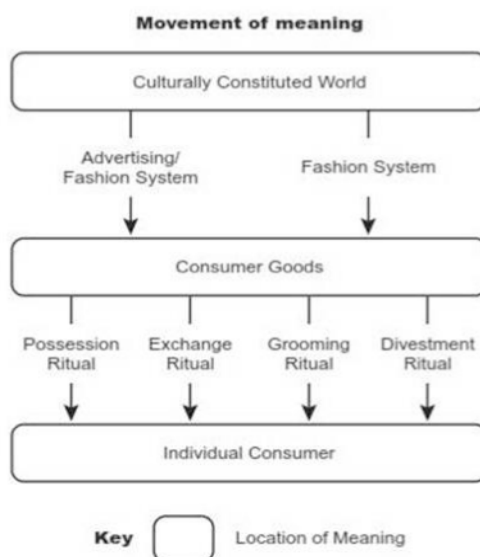 Movement of meaning
Culturally Constituted World
Advertising/
Fashion System
Fashion System
Consumer Goods
Possession
Ritual
Exchange
Ritual
Grooming
Ritual
Divestment
Ritual
Individual Consumer
Key
Location of Meaning